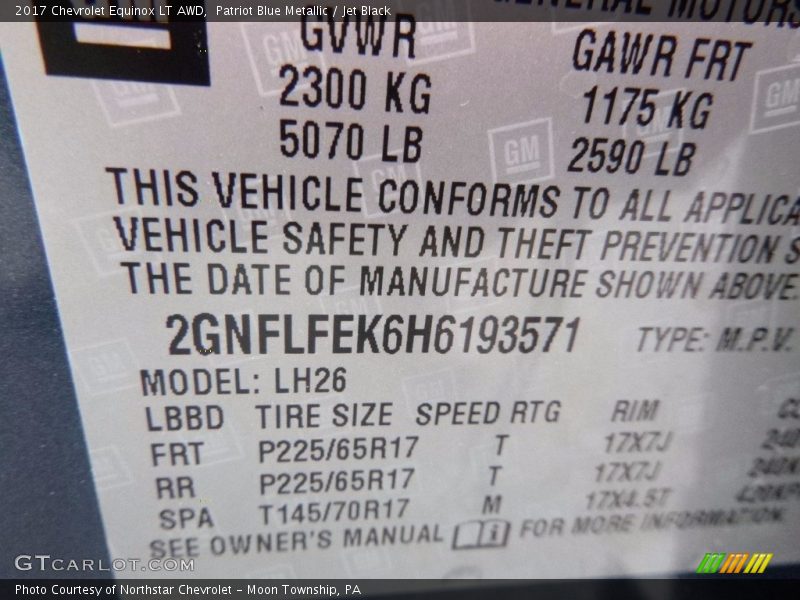 2017 Chevrolet Equinox LT AWD, Patriot Blue Metallic / Jet Black
GENERAL MOTORS
GVWR GAWR FRT
2300 KG 1175 KG
5070 LB 2590 LB
THIS VEHICLE CONFORMS TO ALL
VEHICLE SAFETY AND THEFT PREVENTION
THE DATE OF MANUFACTURE SHOWN ABOVE.
2GNFLFEK6H6193571 TYPE: M.P.V.
MODEL: LH26
LBBD TIRE SIZE SPEED RTG RIM
FRT P225/65R17 T 17X7J
RR P225/65R17 T 17X7J
SPA T145/70R17 M 17X4.5T
SEE OWNER'S MANUAL FOR MORE INFORMATION.
GTCARLOT.COM
Photo Courtesy of Northstar Chevrolet - Moon Township, PA